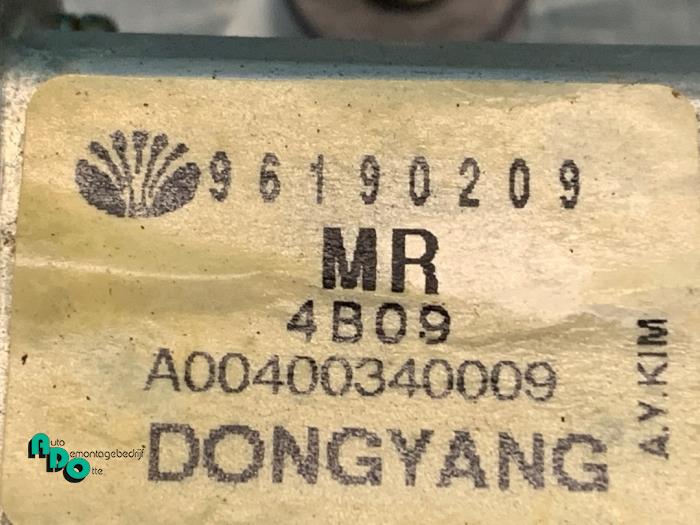 96190209
MR
4B09
A00400340009
DONGYANG
A.Y.KIM
Auto
Demontagebedrijf
Otte